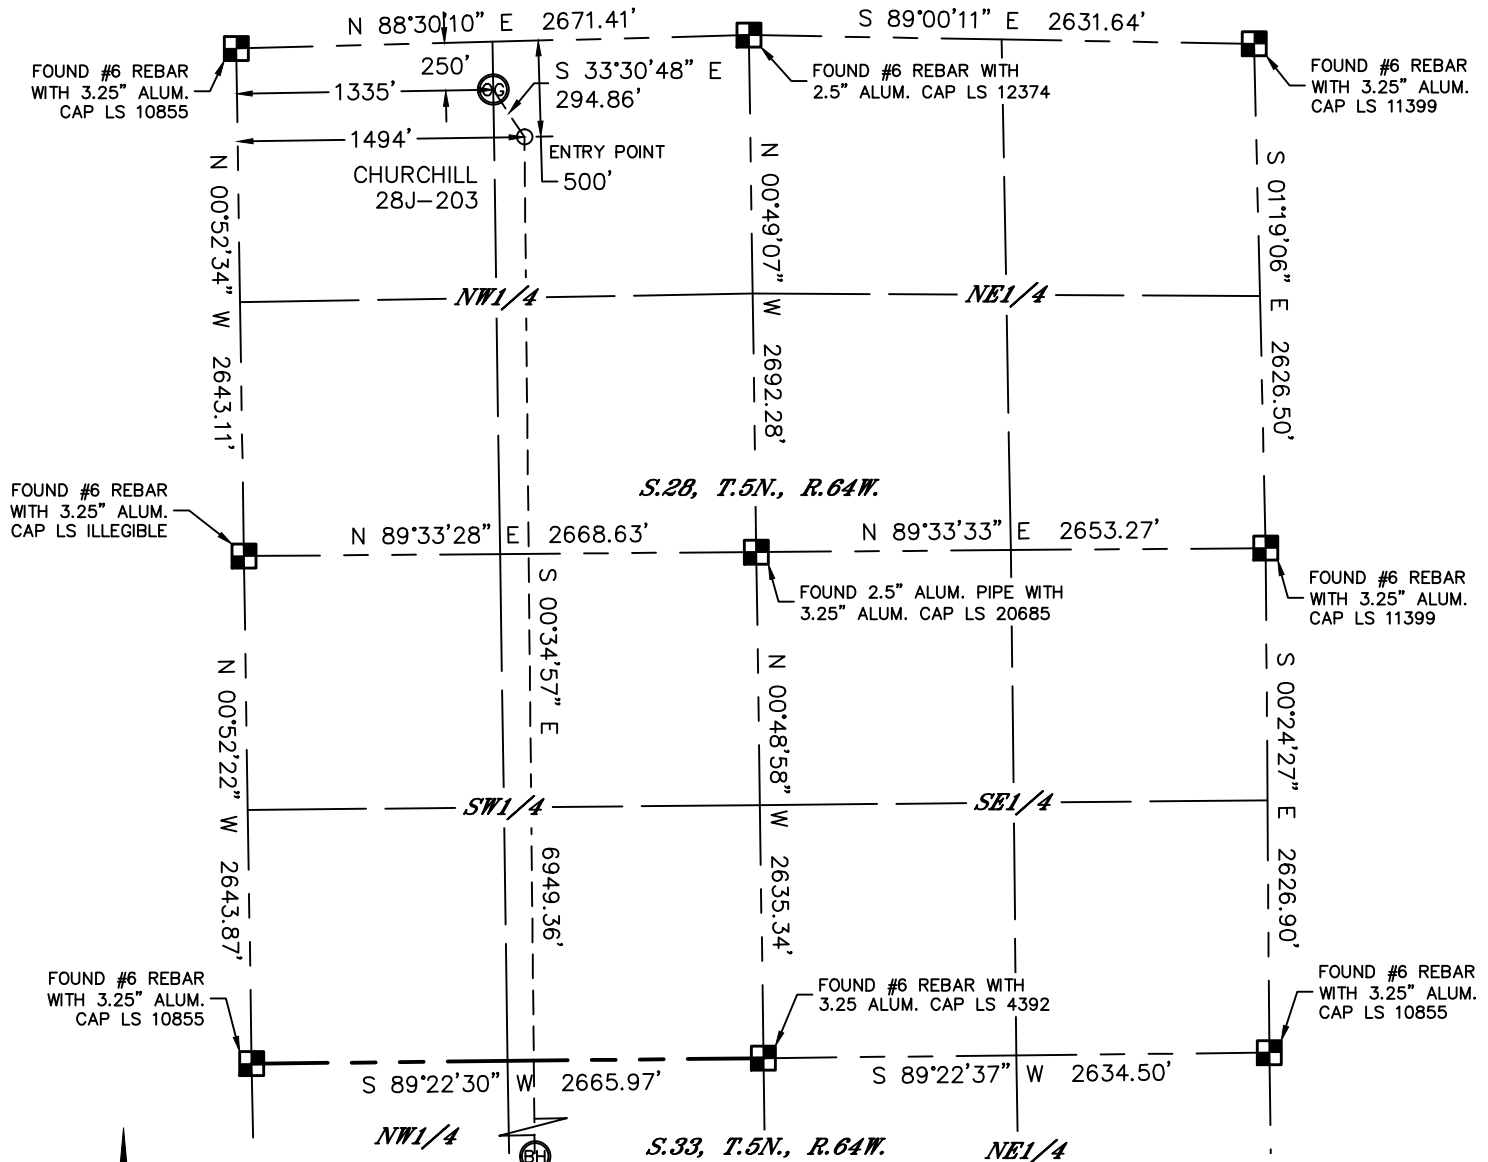 N 88°30'10" E 2671.41'
S 89°00'11" E 2631.64'
FOUND #6 REBAR
WITH 3.25" ALUM.
CAP LS 10855
250'
1335'
OG
S 33°30'48" E
294.86'
FOUND #6 REBAR WITH
2.5" ALUM. CAP LS 12374
FOUND #6 REBAR
WITH 3.25" ALUM.
CAP LS 11399
1494'
ENTRY POINT
500'
CHURCHILL
28J-203
N 00°52'34" W 2643.11'
N 00°49'07" W 2692.28'
S 01°19'06" E 2626.50'
NW1/4
NE1/4
S.28, T.5N., R.64W.
FOUND #6 REBAR
WITH 3.25" ALUM.
CAP LS ILLEGIBLE
N 89°33'28" E 2668.63'
N 89°33'33" E 2653.27'
FOUND 2.5" ALUM. PIPE WITH
3.25" ALUM. CAP LS 20685
FOUND #6 REBAR
WITH 3.25" ALUM.
CAP LS 11399
S 00°34'57" E 6949.36'
N 00°52'22" W 2643.87'
N 00°48'58" W 2635.34'
S 00°24'27" E 2626.90'
SW1/4
SE1/4
FOUND #6 REBAR
WITH 3.25" ALUM.
CAP LS 10855
FOUND #6 REBAR WITH
3.25 ALUM. CAP LS 4392
FOUND #6 REBAR
WITH 3.25" ALUM.
CAP LS 10855
S 89°22'30" W 2665.97'
S 89°22'37" W 2634.50'
NW1/4
S.33, T.5N., R.64W.
NE1/4
BH